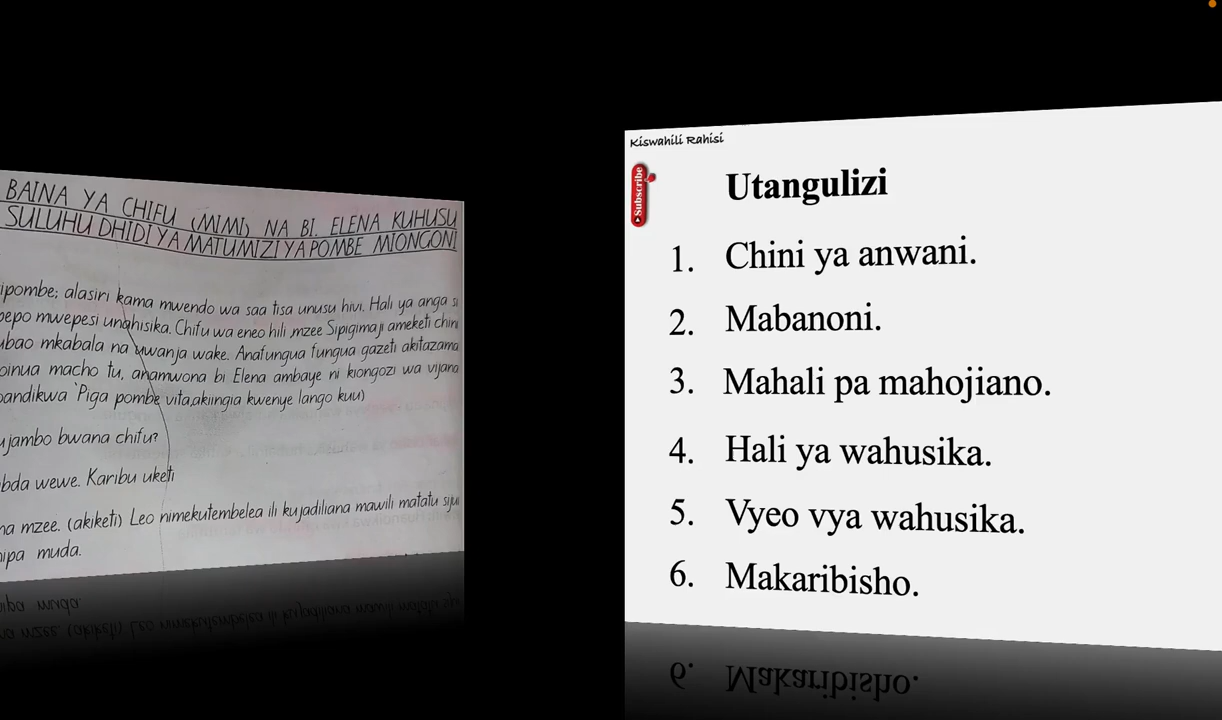 BAINA YA CHIFU (MIMI) NA BI. ELENA KUHUSU
SULUHU DHIDI YA MATUMIZI YA POMBE MIONGONI
ipombe; alasiri kama mwendo wa saa tisa unusu hivi. Hali ya anga si
pepo mwepesi unahisika. Chifu wa eneo hili, mzee Sipigimaji ameketi chini
ubao mkabala na uwanja wake. Anafungua fungua gazeti akitazama
oinua macho tu, anamwona bi Elena ambaye ni kiongozi wa vijana
oandikwa 'Piga pombe vita, akiingia kwenye lango kuu)
ujambo bwana chifu?
bda wewe. Karibu uketi
na mzee. (akiketi) Leo nimekutembelea ili kujadiliana mawili matatu sijui
nipa muda.
Kiswahili Rahisi
Subscribe
Utangulizi
1. Chini ya anwani.
2. Mabanoni.
3. Mahali pa mahojiano.
4. Hali ya wahusika.
5. Vyeo vya wahusika.
6. Makaribisho.